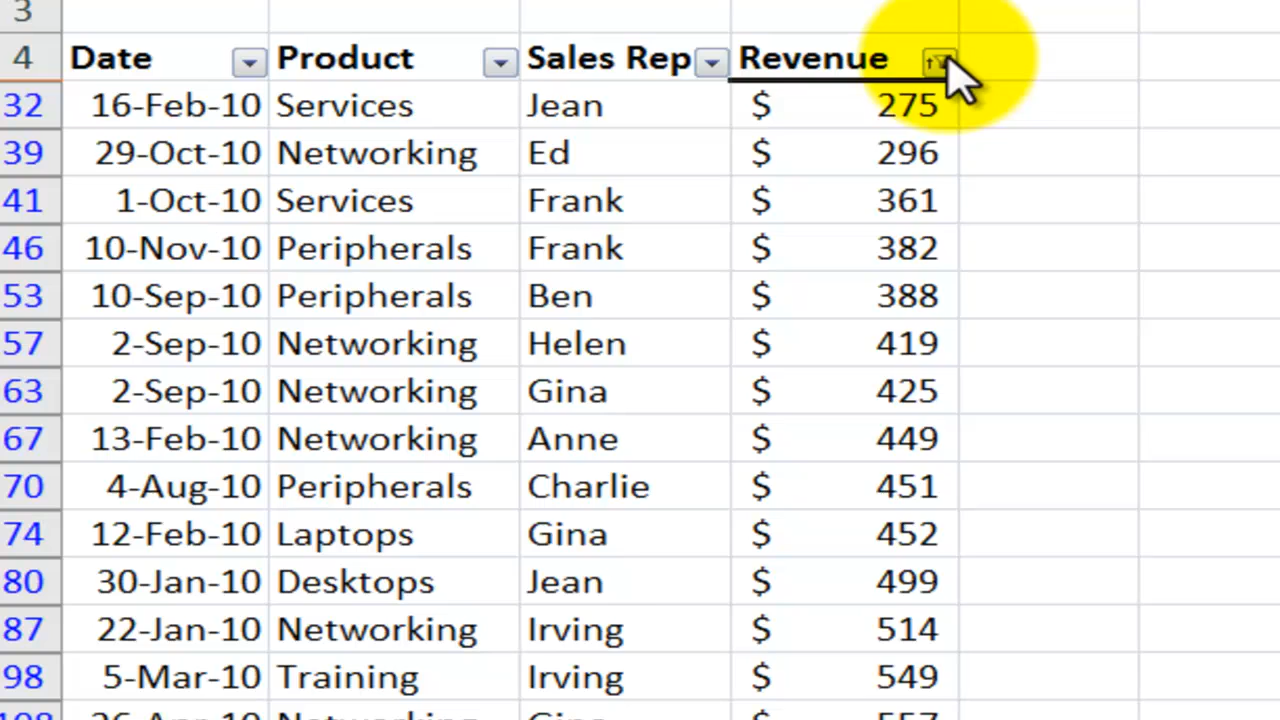 3
4 Date Product Sales Rep Revenue
32 16-Feb-10 Services Jean $ 275
39 29-Oct-10 Networking Ed $ 296
41 1-Oct-10 Services Frank $ 361
46 10-Nov-10 Peripherals Frank $ 382
53 10-Sep-10 Peripherals Ben $ 388
57 2-Sep-10 Networking Helen $ 419
63 2-Sep-10 Networking Gina $ 425
67 13-Feb-10 Networking Anne $ 449
70 4-Aug-10 Peripherals Charlie $ 451
74 12-Feb-10 Laptops Gina $ 452
80 30-Jan-10 Desktops Jean $ 499
87 22-Jan-10 Networking Irving $ 514
98 5-Mar-10 Training Irving $ 549
Networking Gina $ 557